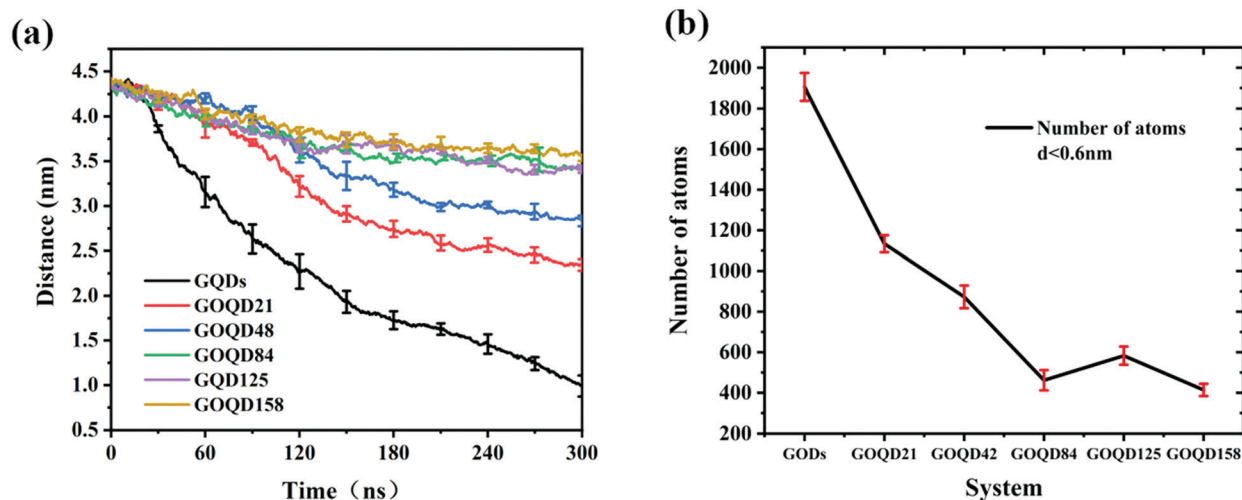 (a)
4.5
4.0
3.5
3.0
2.5
2.0
1.5
1.0
0.5
Distance (nm)
GQDs
GOQD21
GOQD48
GOQD84
GQD125
GOQD158
0 60 120 180 240 300
Time（ns）
(b)
2000
1800
1600
1400
1200
1000
800
600
400
200
Number of atoms
Number of atoms
d<0.6nm
GODs GOQD21 GOQD42 GOQD84 GOQD125 GOQD158
System